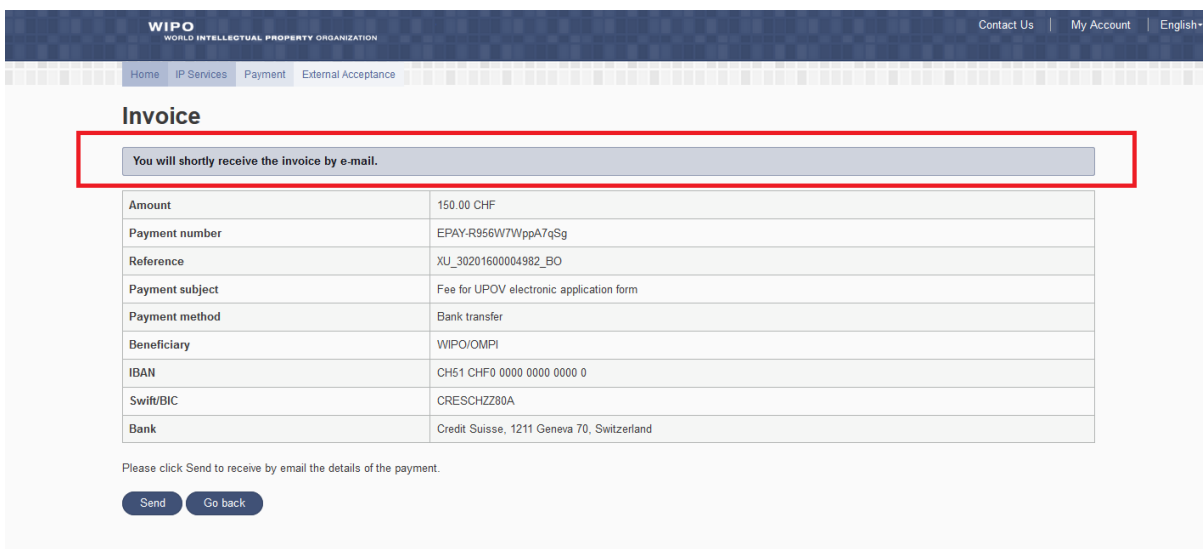 WIPO
WORLD INTELLECTUAL PROPERTY ORGANIZATION
Contact Us | My Account | English
Home IP Services Payment External Acceptance
Invoice
You will shortly receive the invoice by e-mail.
Amount 150.00 CHF
Payment number EPAY-R956W7WppA7qSg
Reference XU_30201600004982_BO
Payment subject Fee for UPOV electronic application form
Payment method Bank transfer
Beneficiary WIPO/OMPI
IBAN CH51 CHF0 0000 0000 0000 0
Swift/BIC CRESCHZZ80A
Bank Credit Suisse, 1211 Geneva 70, Switzerland
Please click Send to receive by email the details of the payment.
Send Go back